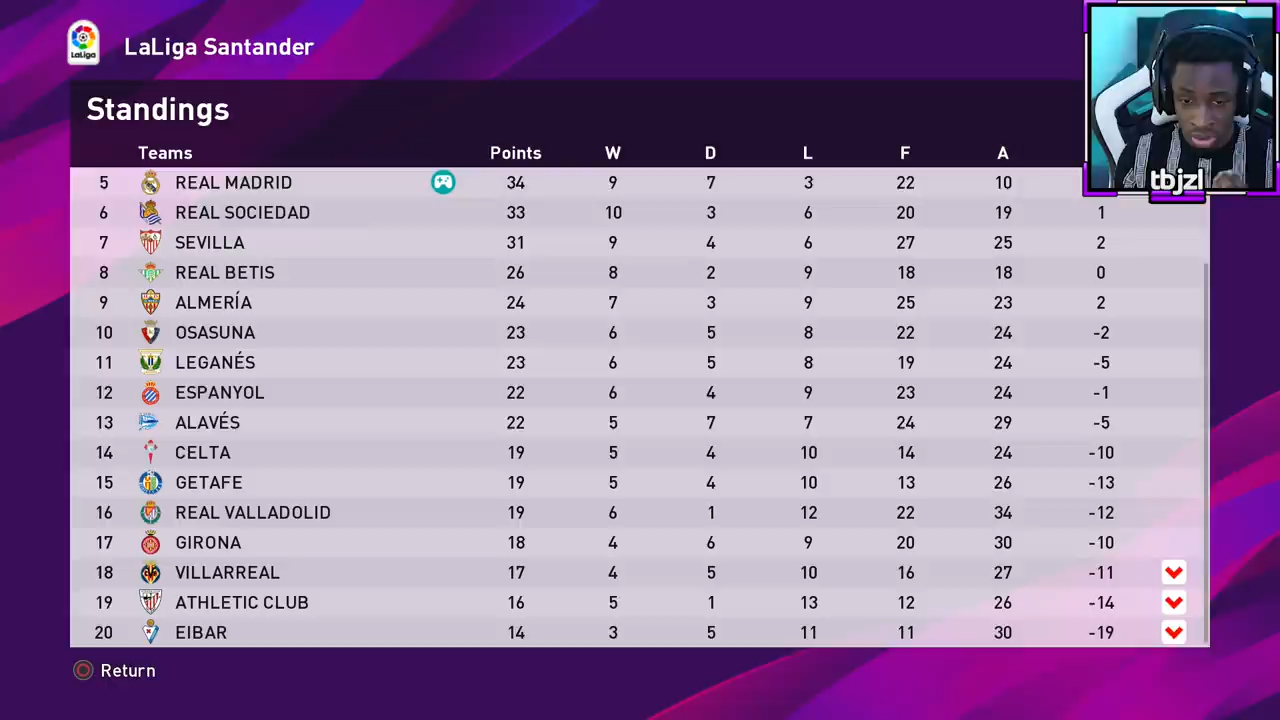 LaLiga
LaLiga Santander
Standings
Teams Points W D L F A
5 REAL MADRID 34 9 7 3 22 10
6 REAL SOCIEDAD 33 10 3 6 20 19 1
7 SEVILLA 31 9 4 6 27 25 2
8 REAL BETIS 26 8 2 9 18 18 0
9 ALMERÍA 24 7 3 9 25 23 2
10 OSASUNA 23 6 5 8 22 24 -2
11 LEGANÉS 23 6 5 8 19 24 -5
12 ESPANYOL 22 6 4 9 23 24 -1
13 ALAVÉS 22 5 7 7 24 29 -5
14 CELTA 19 5 4 10 14 24 -10
15 GETAFE 19 5 4 10 13 26 -13
16 REAL VALLADOLID 19 6 1 12 22 34 -12
17 GIRONA 18 4 6 9 20 30 -10
18 VILLARREAL 17 4 5 10 16 27 -11
19 ATHLETIC CLUB 16 5 1 13 12 26 -14
20 EIBAR 14 3 5 11 11 30 -19
Return
tbjzl